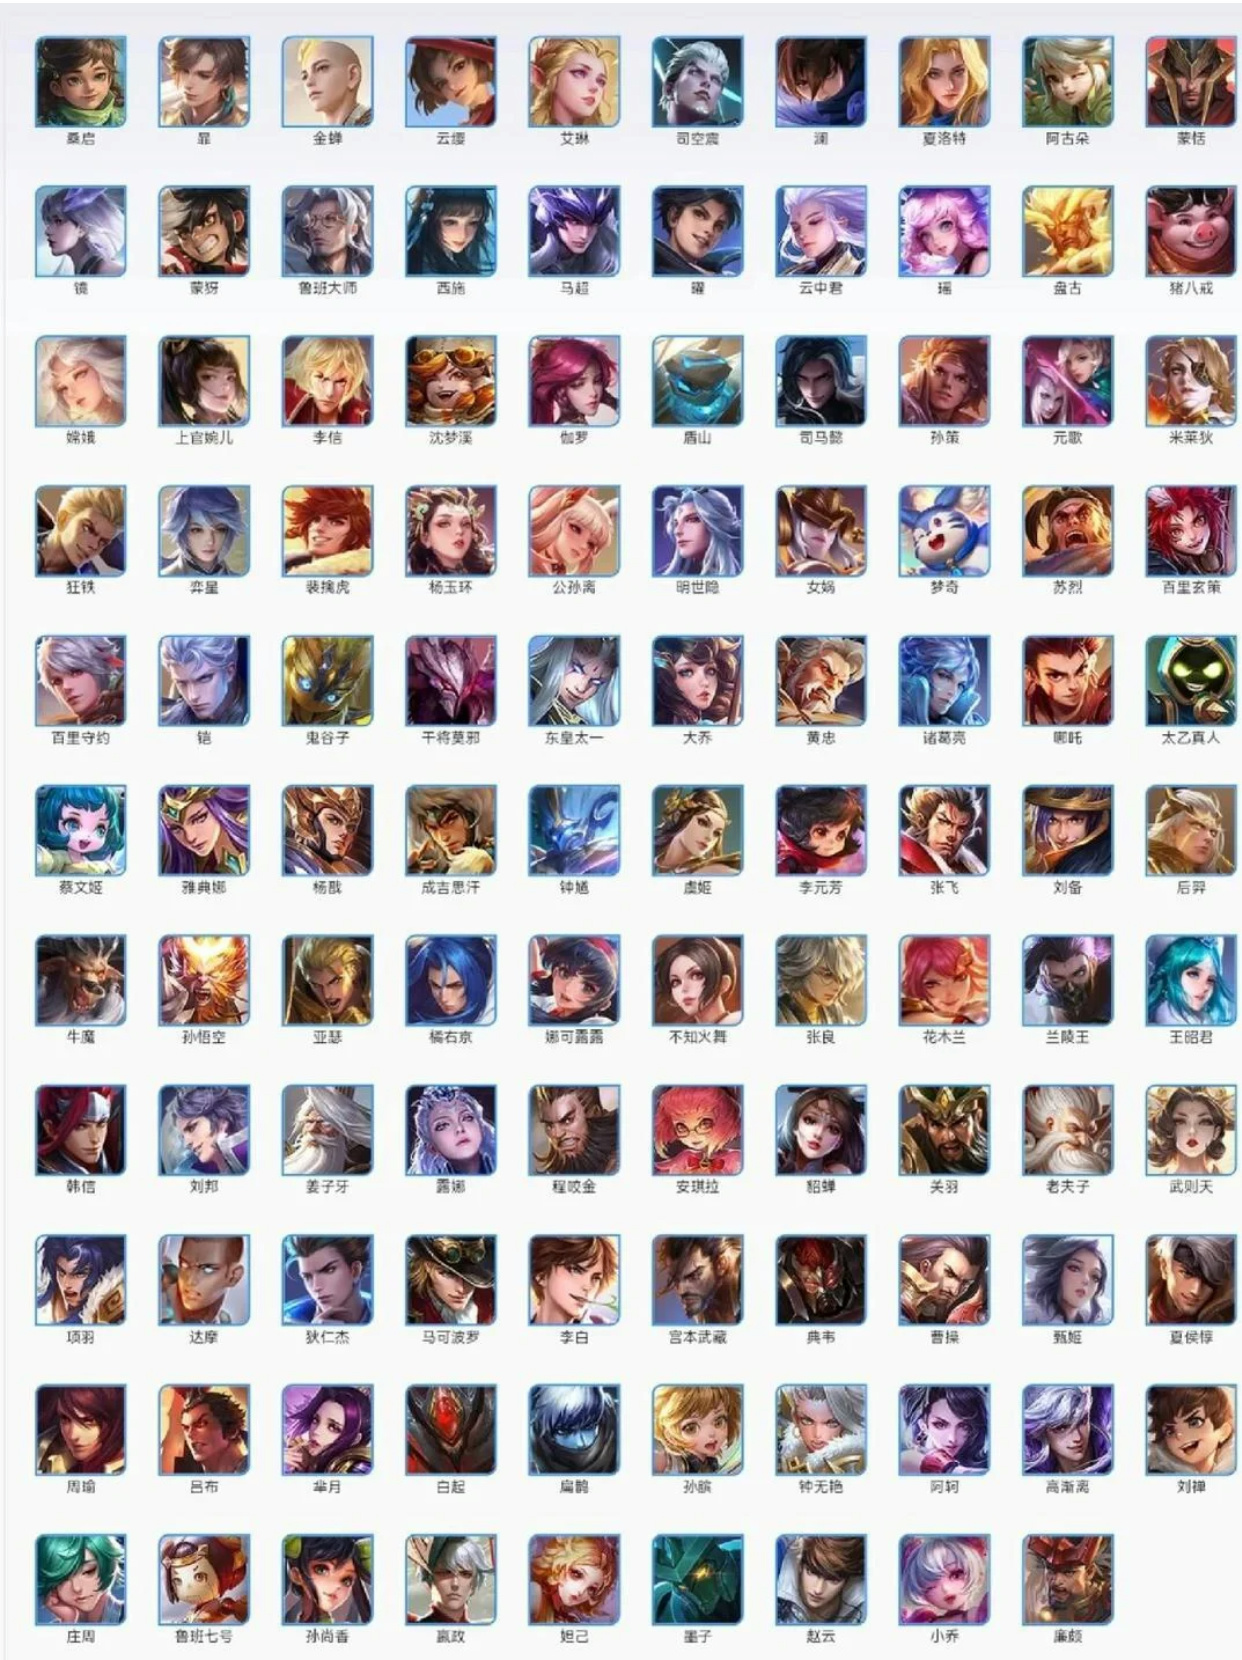 桑启 暃 金蝉 云缨 艾琳 司空震 澜 夏洛特 阿古朵 蒙恬
镜 蒙犽 鲁班大师 西施 马超 曜 云中君 瑶 盘古 猪八戒
嫦娥 上官婉儿 李信 沈梦溪 伽罗 盾山 司马懿 孙策 元歌 米莱狄
狂铁 弈星 裴擒虎 杨玉环 公孙离 明世隐 女娲 梦奇 苏烈 百里玄策
百里守约 铠 鬼谷子 干将莫邪 东皇太一 大乔 黄忠 诸葛亮 哪吒 太乙真人
蔡文姬 雅典娜 杨戬 成吉思汗 钟馗 虞姬 李元芳 张飞 刘备 后羿
牛魔 孙悟空 亚瑟 橘右京 娜可露露 不知火舞 张良 花木兰 兰陵王 王昭君
韩信 刘邦 姜子牙 露娜 程咬金 安琪拉 貂蝉 关羽 老夫子 武则天
项羽 达摩 狄仁杰 马可波罗 李白 宫本武藏 典韦 曹操 甄姬 夏侯惇
周瑜 吕布 芈月 白起 扁鹊 孙膑 钟无艳 阿轲 高渐离 刘禅
庄周 鲁班七号 孙尚香 嬴政 妲己 墨子 赵云 小乔 廉颇